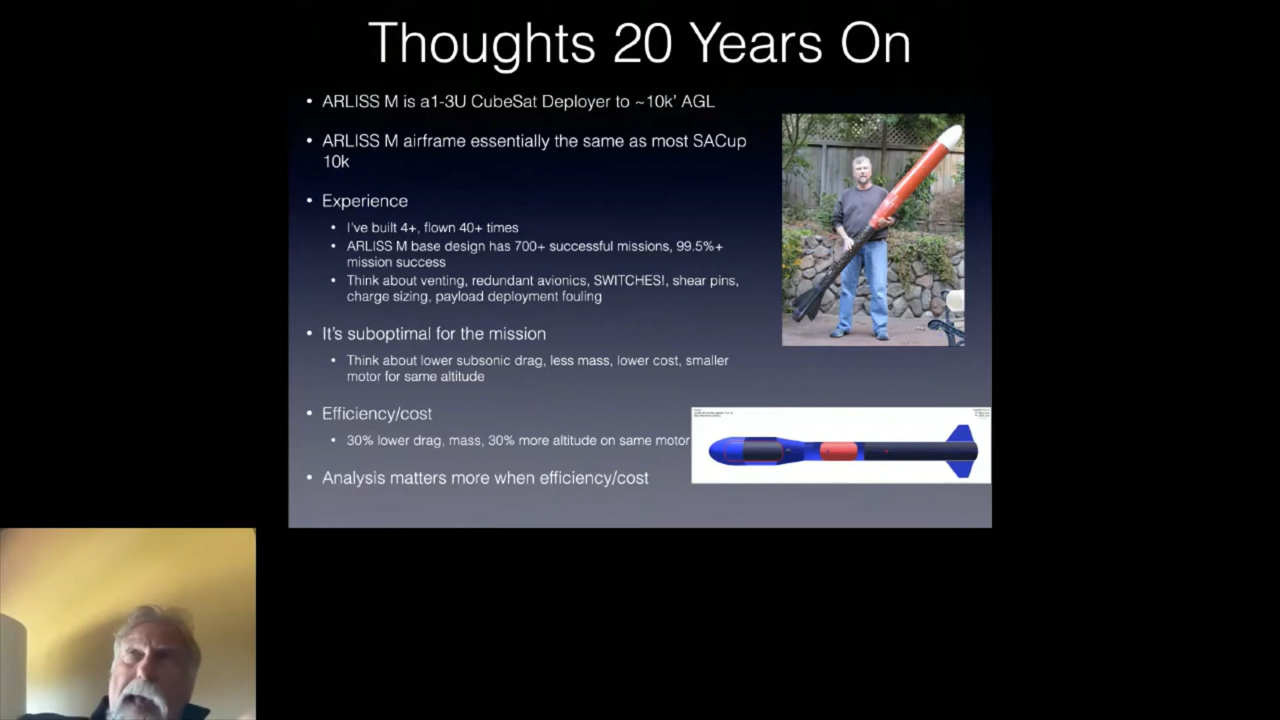 Thoughts 20 Years On
• ARLISS M is a1-3U CubeSat Deployer to ~10k’ AGL
• ARLISS M airframe essentially the same as most SACup
10k
• Experience
• I’ve built 4+, flown 40+ times
• ARLISS M base design has 700+ successful missions, 99.5%+
mission success
• Think about venting, redundant avionics, SWITCHES!, shear pins,
charge sizing, payload deployment fouling
• It’s suboptimal for the mission
• Think about lower subsonic drag, less mass, lower cost, smaller
motor for same altitude
• Efficiency/cost
• 30% lower drag, mass, 30% more altitude on same motor
• Analysis matters more when efficiency/cost